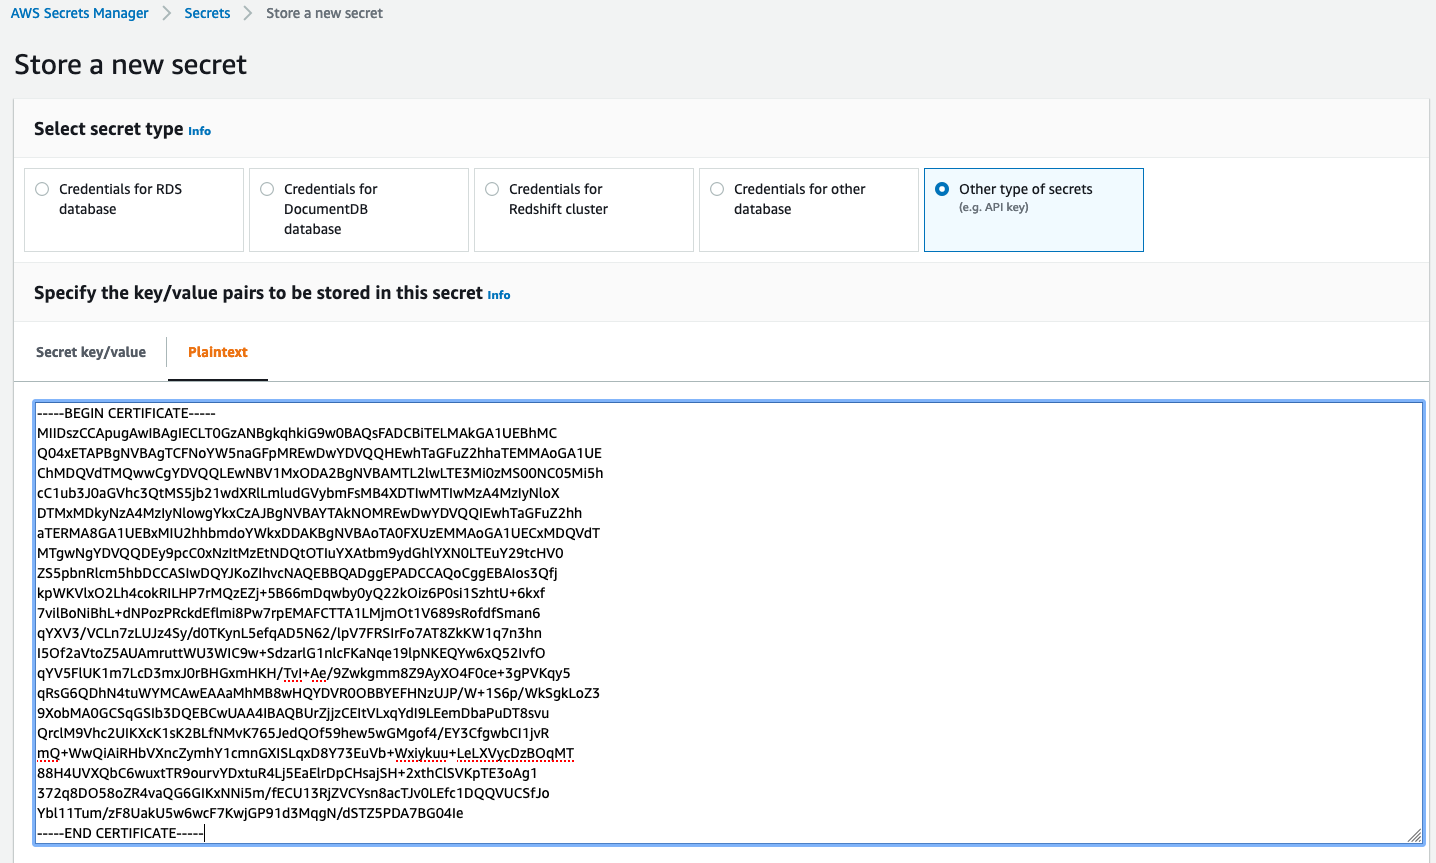 AWS Secrets Manager > Secrets > Store a new secret
Store a new secret
Select secret type Info
Credentials for RDS database
Credentials for DocumentDB database
Credentials for Redshift cluster
Credentials for other database
Other type of secrets
(e.g. API key)
Specify the key/value pairs to be stored in this secret Info
Secret key/value
Plaintext
-----BEGIN CERTIFICATE-----
MIIDszCCApugAwIBAgIECLT0GzANBgkqhkiG9w0BAQsFADCBiTELMAkGA1UEBhMC
Q04xETAPBgNVBAgTCFNoYW5naGFpMREwDwYDVQQHEwhTaGFuZ2hhaTEMMAoGA1UE
ChMDQVdTMQwwCgYDVQQLEwNBV1MxODA2BgNVBAMTL2lwLTE3Mi0zMS00NC05Mi5h
cC1ub3J0aGVhc3QtMS5jb21wdXRlLmludGVybmFsMB4XDTIwMTIwMzA4MzIyNloX
DTMxMDkyNzA4MzIyNlowgYkxCzAJBgNVBAYTAkNOMREwDwYDVQQIEwhTaGFuZ2hh
aTERMA8GA1UEBxMIU2hhbmdoYWkxDDAKBgNVBAoTA0FXUzEMMAoGA1UECxMDQVdT
MTgwNgYDVQQDEy9pcC0xNzItMzEtNDQtOTIuYXAtbm9ydGhlYXN0LTEuY29tcHV0
ZS5pbnRlcm5hbDCCASIwDQYJKoZIhvcNAQEBBQADggEPADCCAQoCggEBAIos3Qfj
kpWKVlxO2Lh4cokRILHP7rMQzEZj+5B66mDqwby0yQ22kOiz6P0si1SzhtU+6kxf
7vilBoNiBhL+dNPozPRckdEflmi8Pw7rpEMAFCTTA1LMjmOt1V689sRofdfSman6
qYXV3/VCLn7zLUJz4Sy/d0TKynL5efqAD5N62/lpV7FRSIrFo7AT8ZkKW1q7n3hn
I5Of2aVtoZ5AUAmruttWU3WIC9w+SdzarlG1nlcFKaNqe19lpNKEQYw6xQ52IvfO
qYV5FlUK1m7LcD3mxJ0rBHGxmHKH/TvI+Ae/9Zwkgmm8Z9AyXO4F0ce+3gPVKqy5
qRsG6QDhN4tuWYMCAwEAAaMhMB8wHQYDVR0OBBYEFHNzUJP/W+1S6p/WkSgkLoZ3
9XobMA0GCSqGSIb3DQEBCwUAA4IBAQBUrZjjzCEItVLxqYdI9LEemDbaPuDT8svu
QrclM9Vhc2UIKXcK1sK2BLfNMvK765JedQOf59hew5wGMgof4/EY3CfgwbCI1jvR
mQ+WwQiAiRHbVXncZymhY1cmnGXISLqxD8Y73EuVb+Wxiykuu+LeLXVycDzBOqMT
88H4UVXQbC6wuxtTR9ourvYDxtuR4Lj5EaElrDpCHsajSH+2xthClSVKpTE3oAg1
372q8DO58oZR4vaQG6GIKxNNi5m/fECU13RjZVCYsn8acTJv0LEfc1DQQVUCSfJo
Ybl11Tum/zF8UakU5w6wcF7KwjGP91d3MqgN/dSTZ5PDA7BG04Ie
-----END CERTIFICATE-----